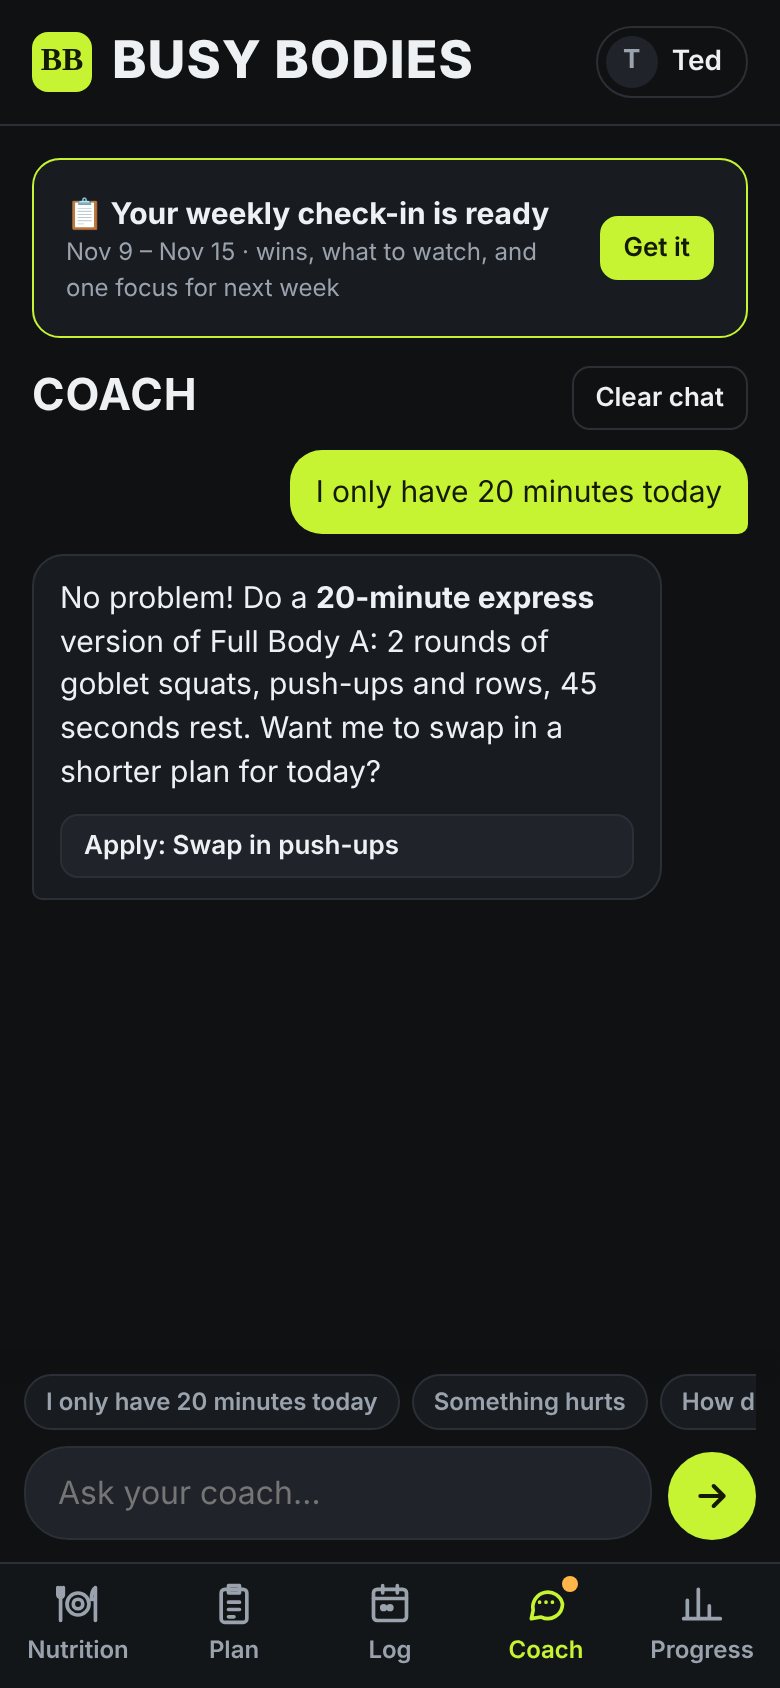 BB BUSY BODIES
T Ted
📋 Your weekly check-in is ready
Nov 9 – Nov 15 · wins, what to watch, and
one focus for next week
Get it
COACH
Clear chat
I only have 20 minutes today
No problem! Do a 20-minute express
version of Full Body A: 2 rounds of
goblet squats, push-ups and rows, 45
seconds rest. Want me to swap in a
shorter plan for today?
Apply: Swap in push-ups
I only have 20 minutes today
Something hurts
How d
Ask your coach...
Nutrition
Plan
Log
Coach
Progress